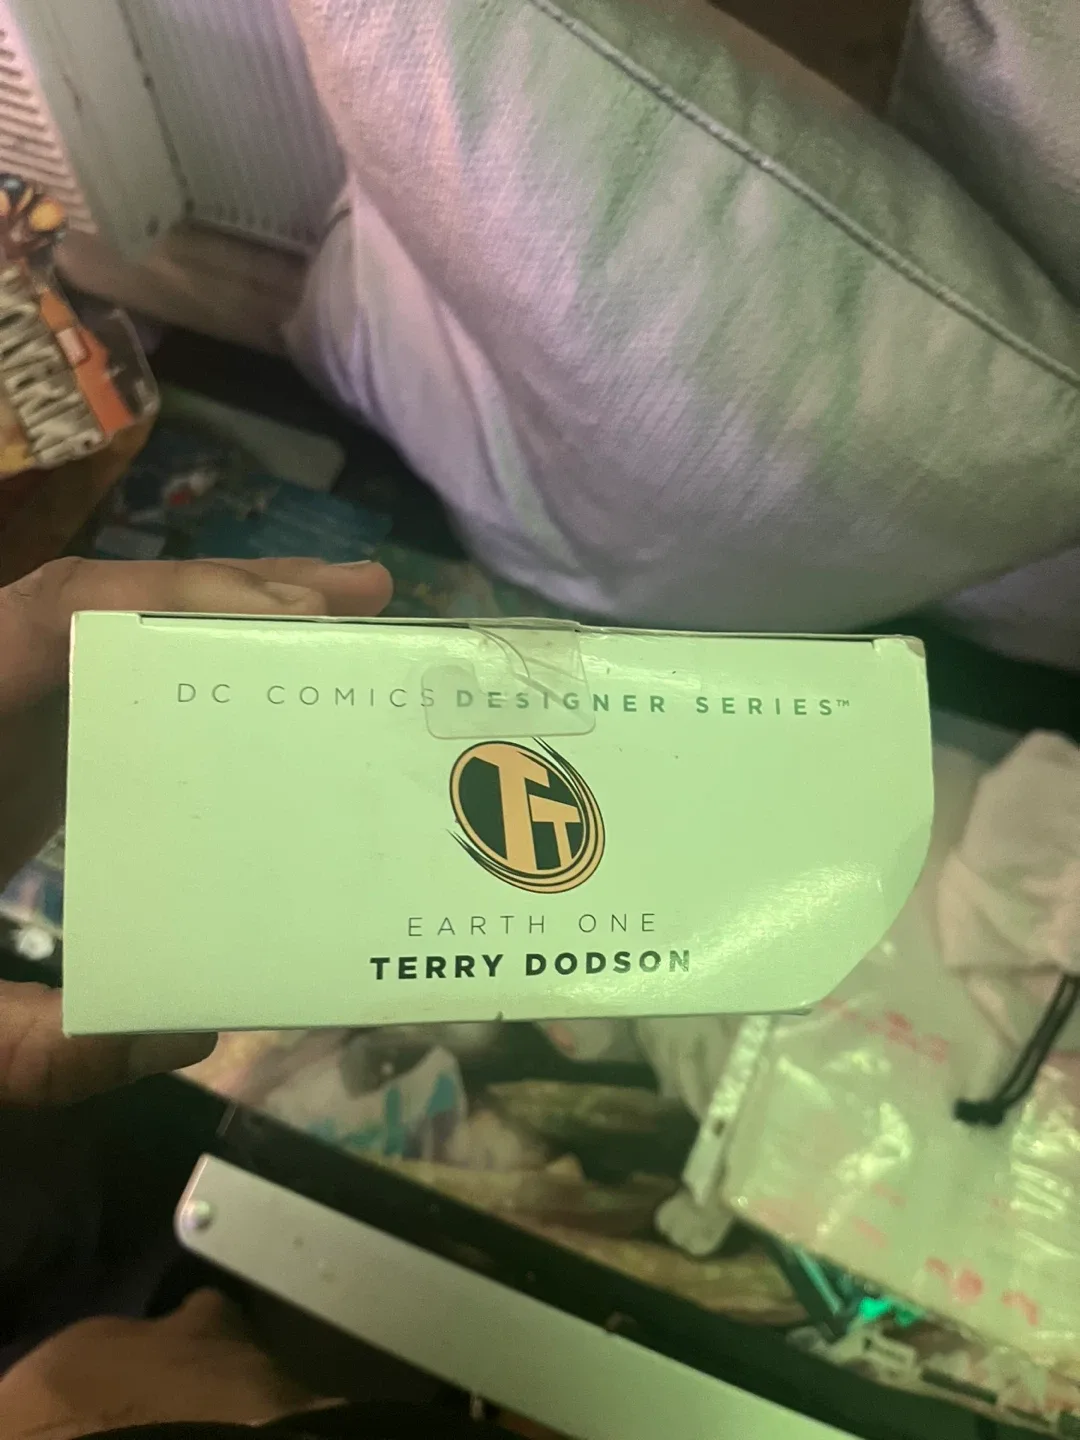 DC COMICS DESIGNER SERIES™
TT
EARTH ONE
TERRY DODSON